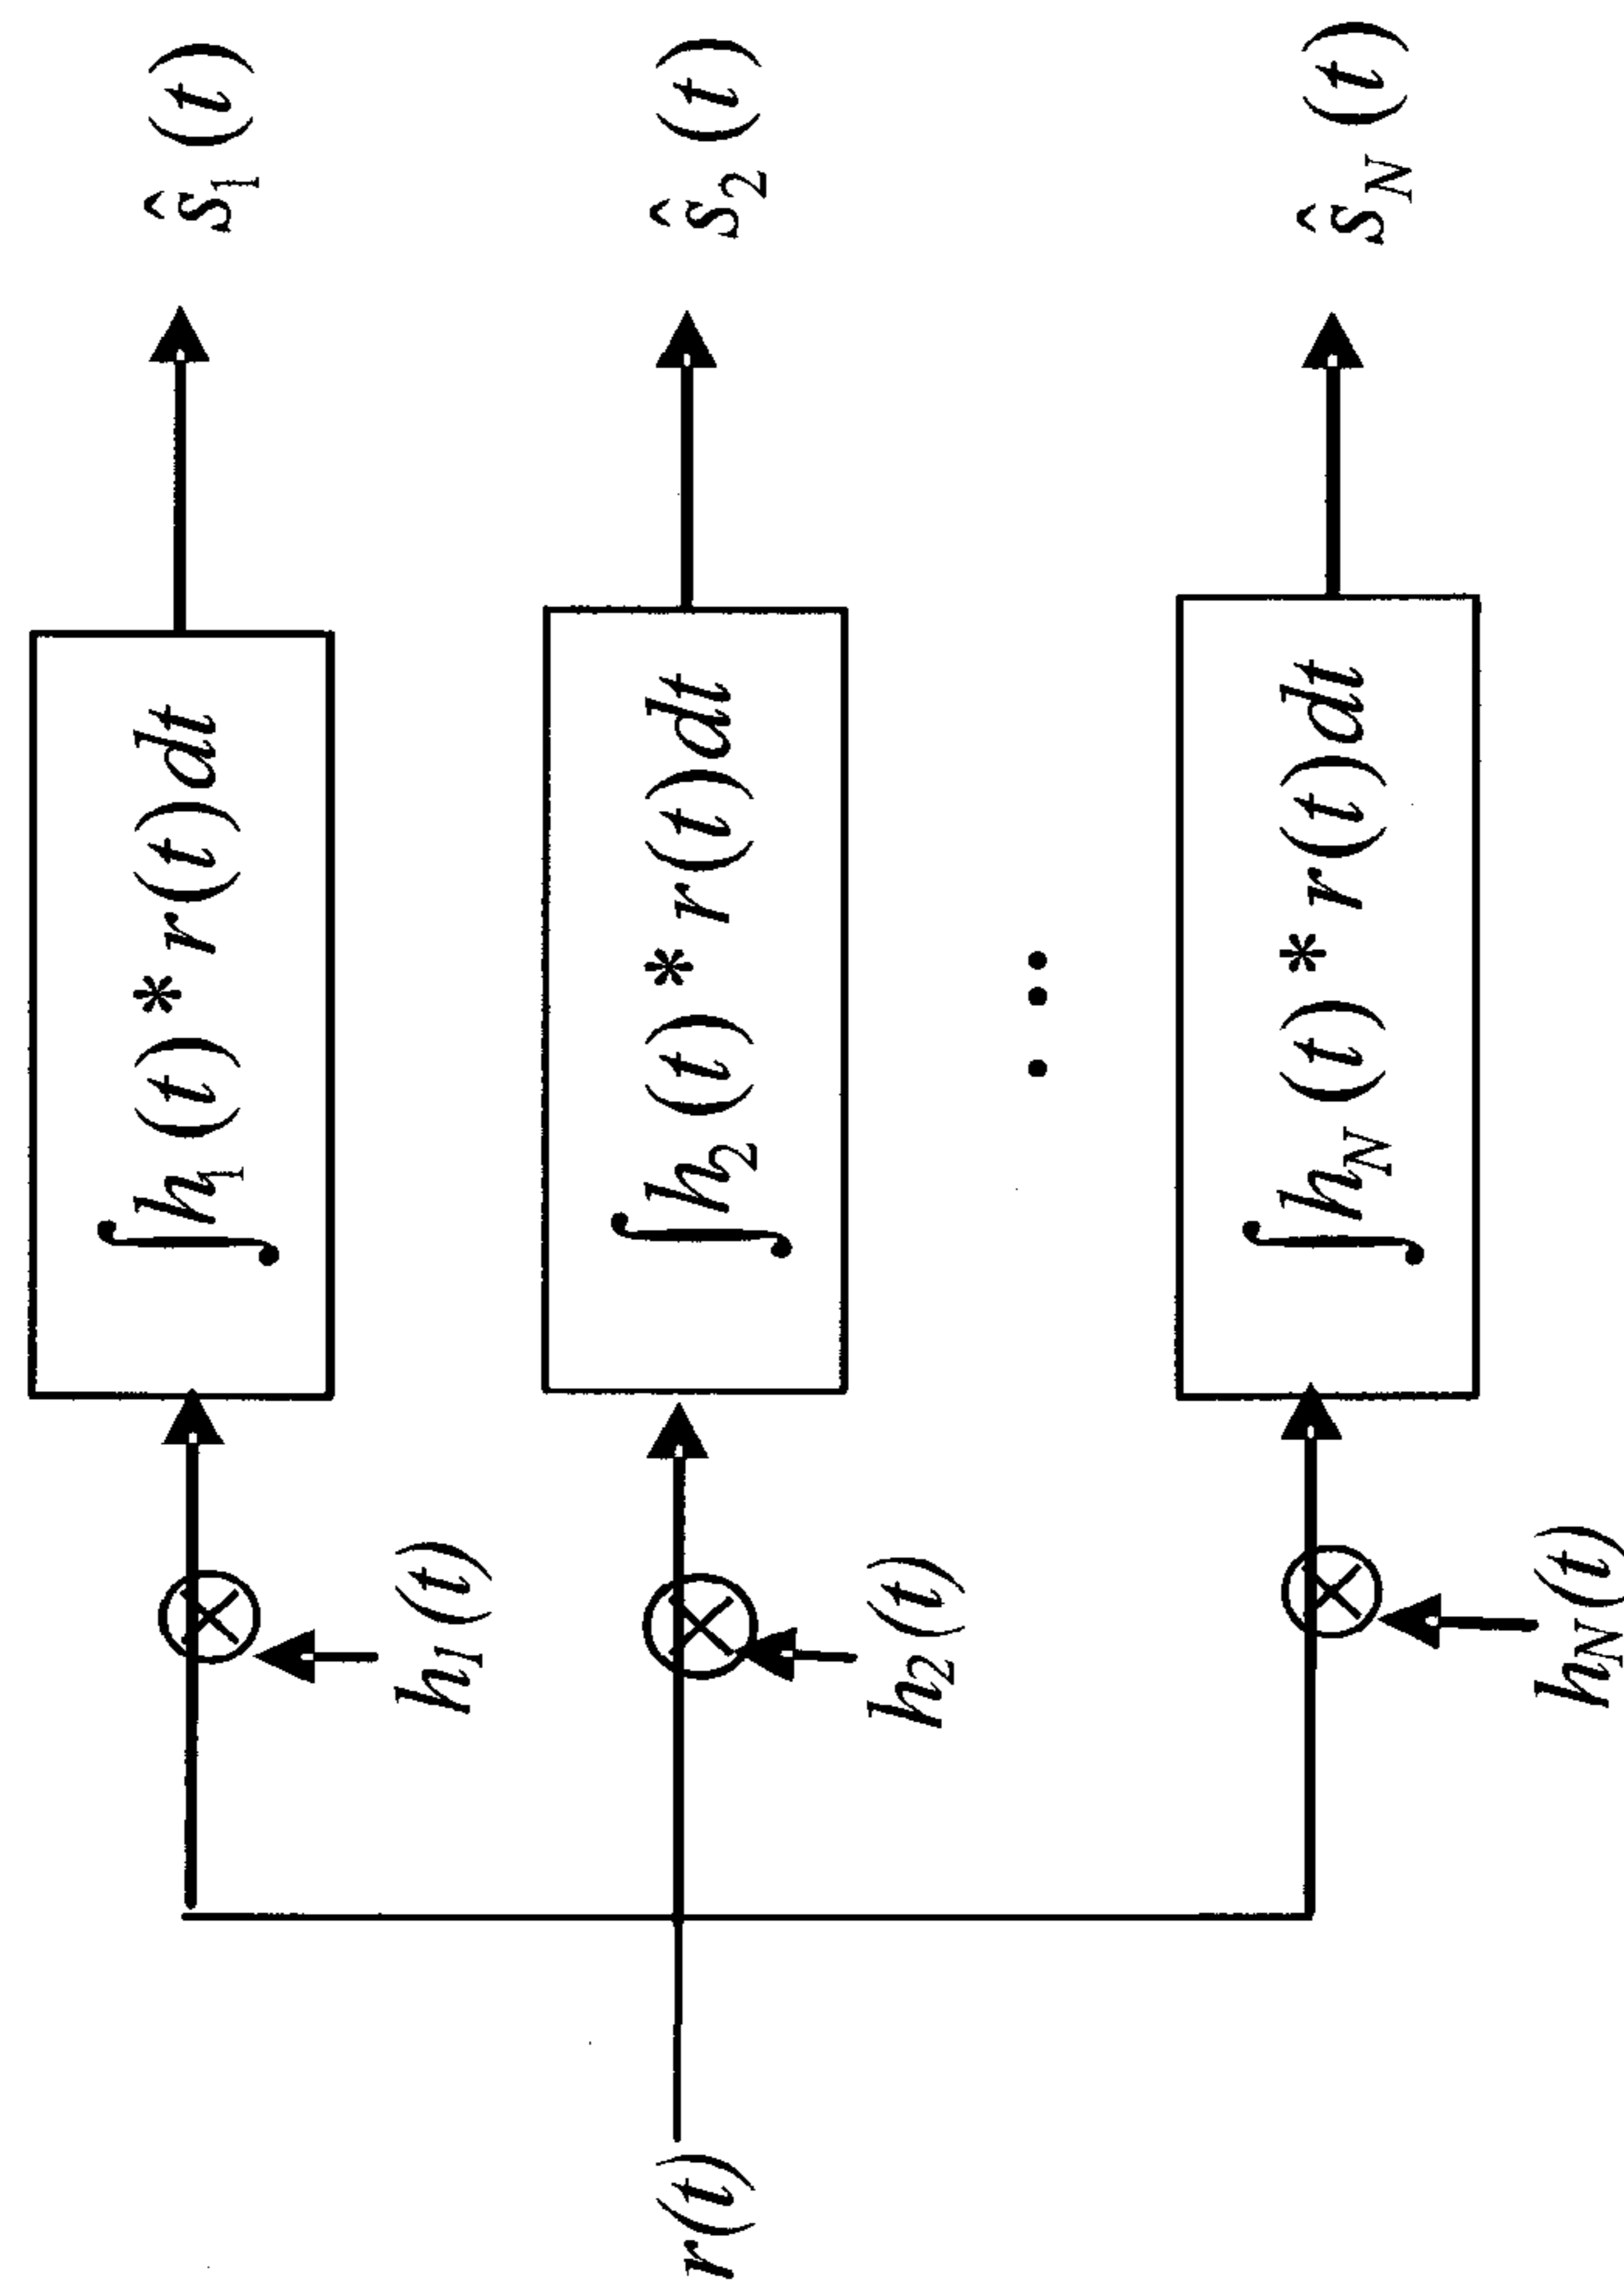 r(t)
h₁(t)
∫h₁(t)*r(t)dt
ŝ₁(t)
h₂(t)
∫h₂(t)*r(t)dt
ŝ₂(t)
...
h_N(t)
∫h_N(t)*r(t)dt
ŝ_N(t)